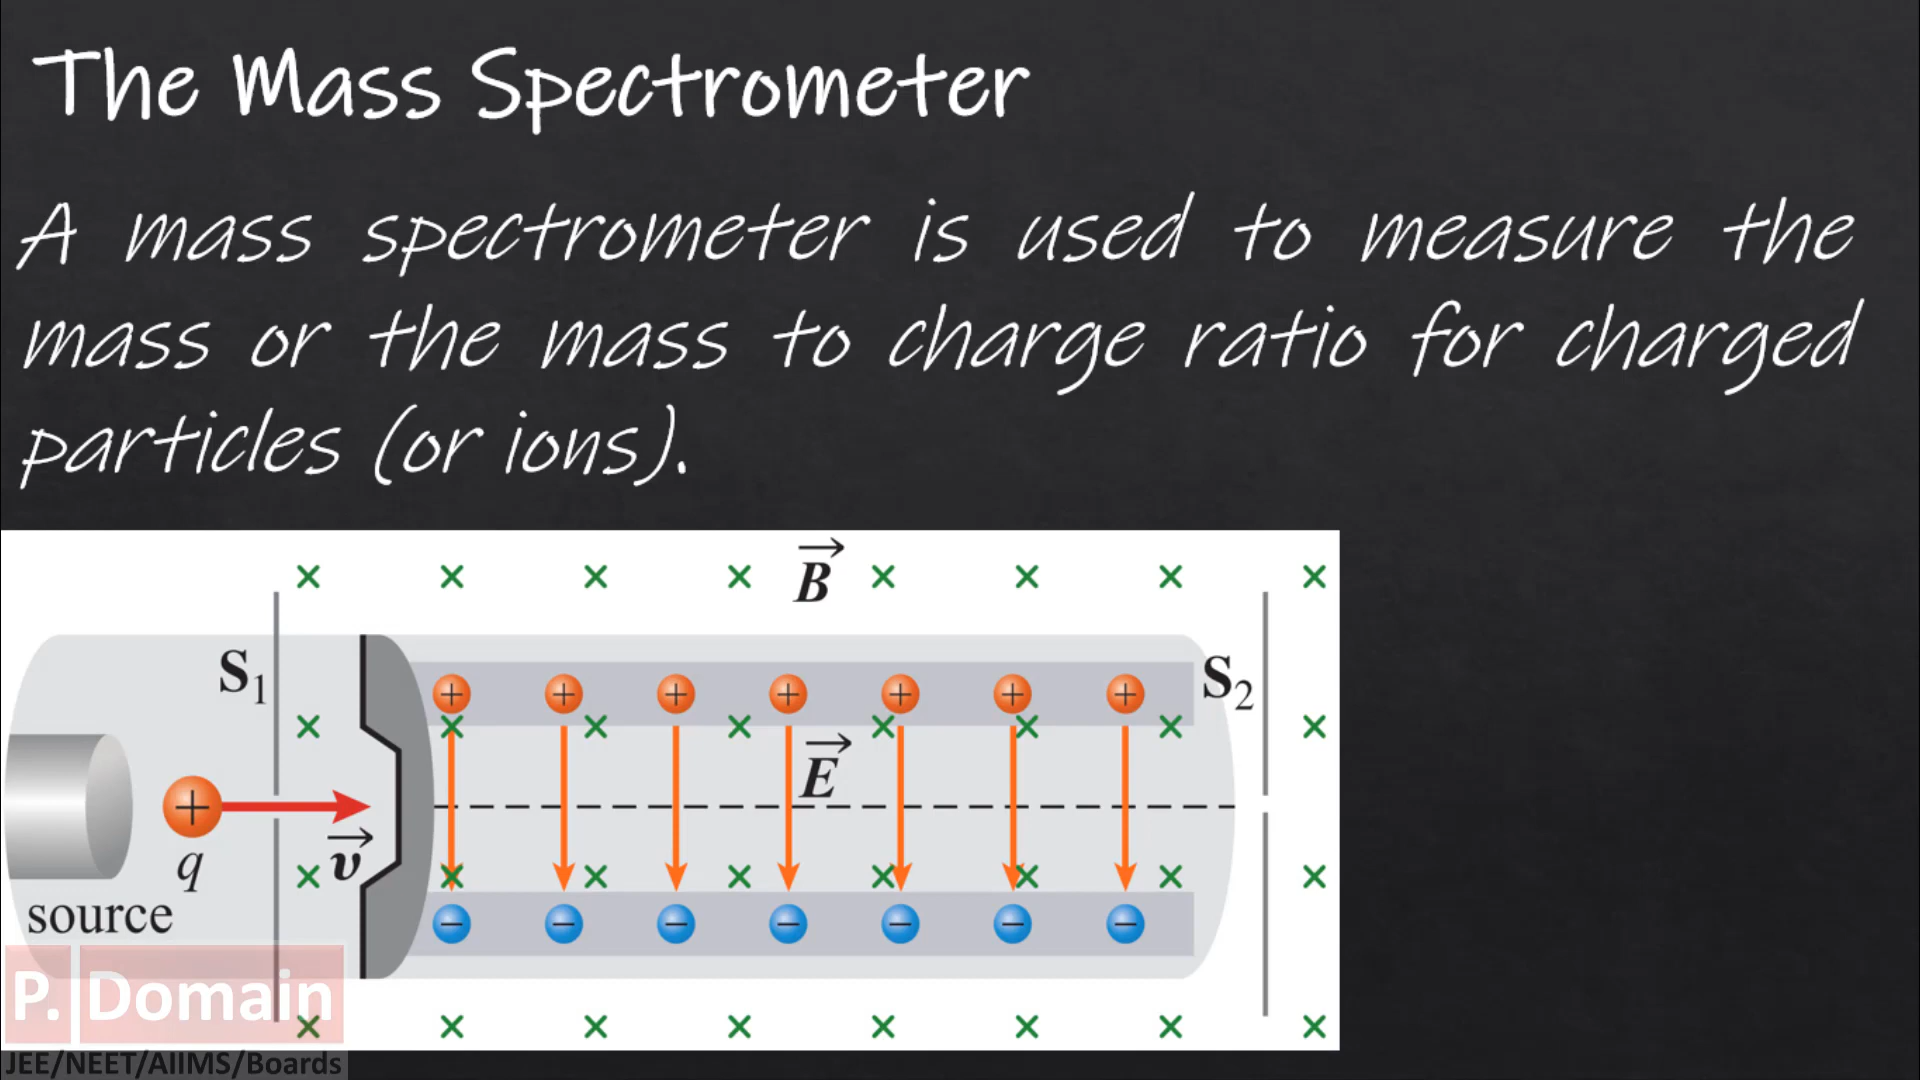 The Mass Spectrometer
A mass spectrometer is used to measure the
mass or the mass to charge ratio for charged
particles (or ions).
B
S1
S2
E
q
v
source
P. Domain
JEE/NEET/AIIMS/Boards